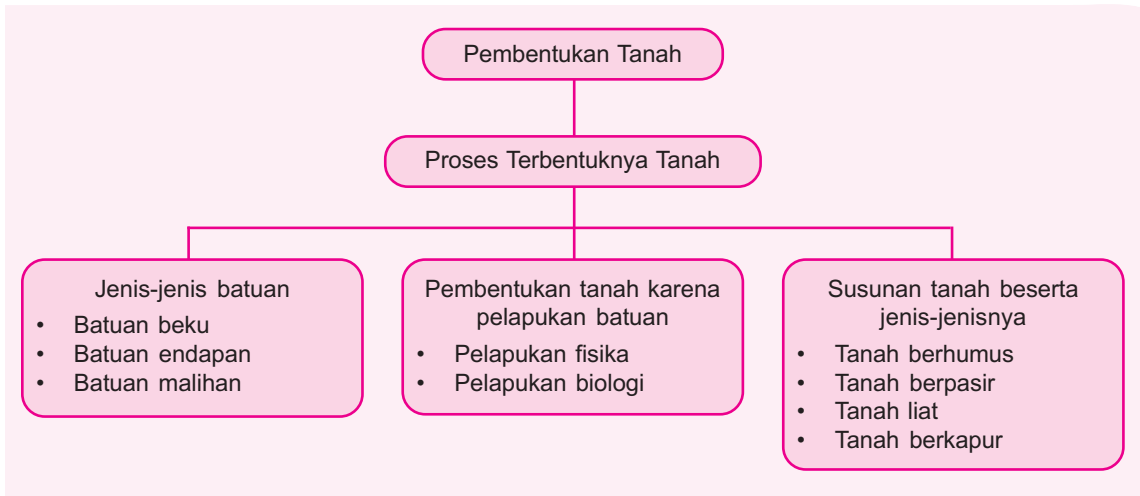 Pembentukan Tanah
Proses Terbentuknya Tanah
Jenis-jenis batuan
• Batuan beku
• Batuan endapan
• Batuan malihan
Pembentukan tanah karena
pelapukan batuan
• Pelapukan fisika
• Pelapukan biologi
Susunan tanah beserta
jenis-jenisnya
• Tanah berhumus
• Tanah berpasir
• Tanah liat
• Tanah berkapur